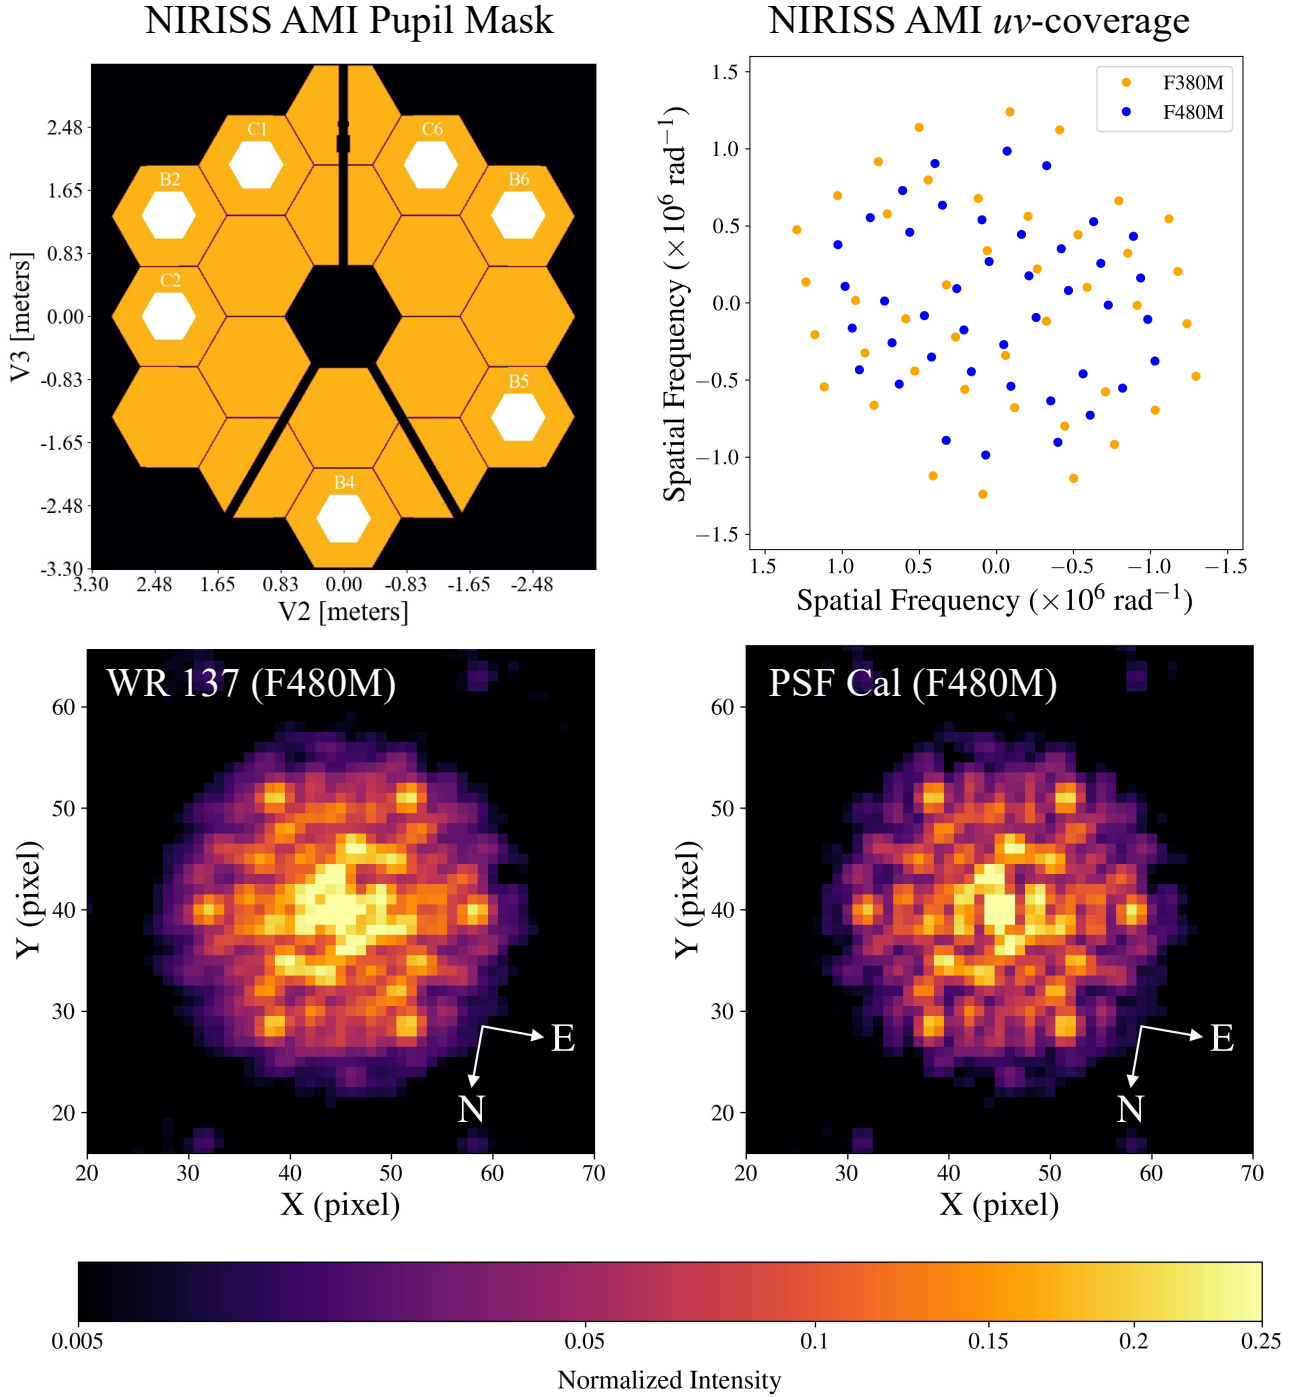 NIRISS AMI Pupil Mask
NIRISS AMI uv-coverage
V3 [meters]
2.48
1.65
0.83
0.00
-0.83
-1.65
-2.48
-3.30
C1
C6
B2
B6
C2
B5
B4
3.30 2.48 1.65 0.83 0.00 -0.83 -1.65 -2.48
V2 [meters]
Spatial Frequency (×10⁶ rad⁻¹)
1.5
1.0
0.5
0.0
−0.5
−1.0
−1.5
F380M
F480M
1.5 1.0 0.5 0.0 −0.5 −1.0 −1.5
Spatial Frequency (×10⁶ rad⁻¹)
WR 137 (F480M)
Y (pixel)
60
50
40
30
20
E
N
20 30 40 50 60 70
X (pixel)
PSF Cal (F480M)
Y (pixel)
60
50
40
30
20
E
N
20 30 40 50 60 70
X (pixel)
0.005 0.05 0.1 0.15 0.2 0.25
Normalized Intensity